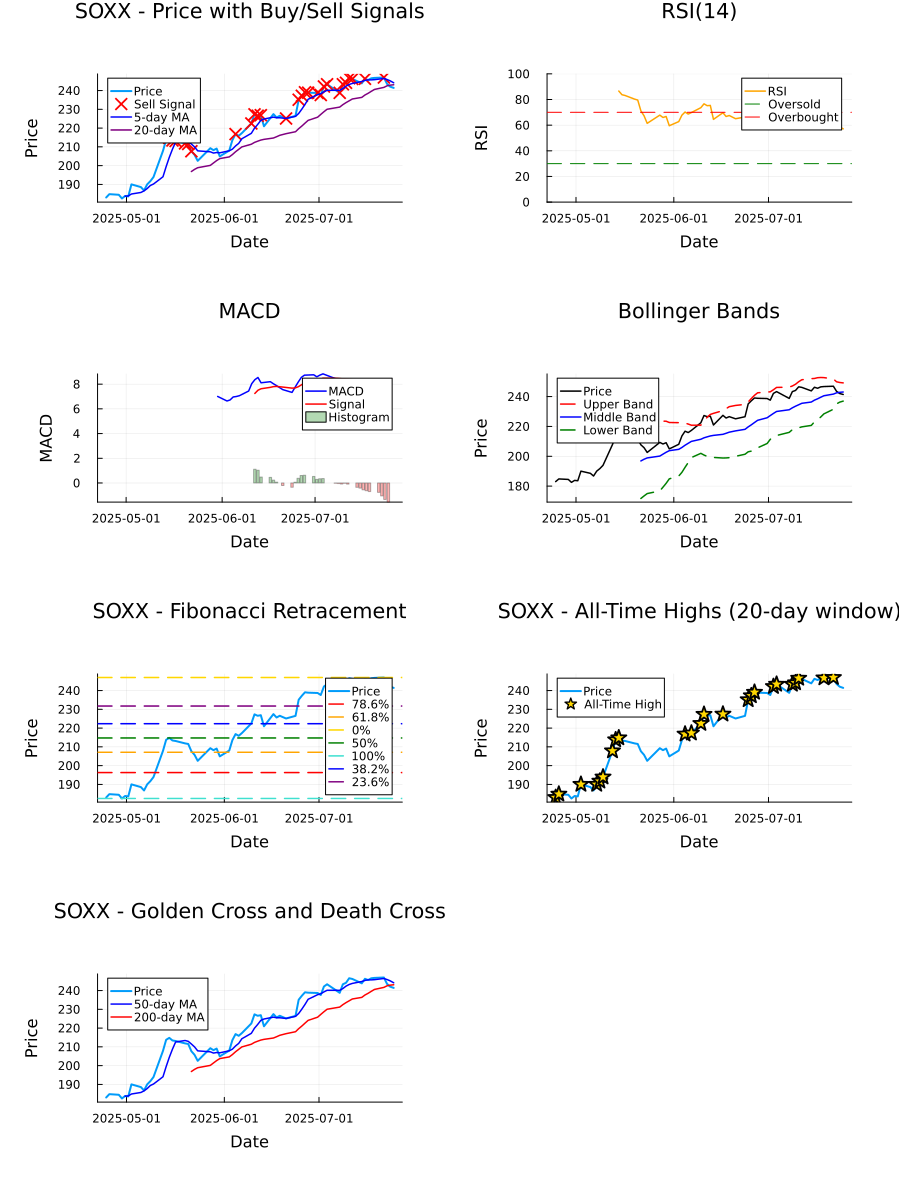 SOXX - Price with Buy/Sell Signals
Price
240
230
220
210
200
190
Price
Sell Signal
5-day MA
20-day MA
2025-05-01
2025-06-01
2025-07-01
Date
RSI(14)
RSI
100
80
60
40
20
0
RSI
Oversold
Overbought
2025-05-01
2025-06-01
2025-07-01
Date
MACD
MACD
8
6
4
2
0
MACD
Signal
Histogram
2025-05-01
2025-06-01
2025-07-01
Date
Bollinger Bands
Price
240
220
200
180
Price
Upper Band
Middle Band
Lower Band
2025-05-01
2025-06-01
2025-07-01
Date
SOXX - Fibonacci Retracement
Price
240
230
220
210
200
190
Price
78.6%
61.8%
0%
50%
100%
38.2%
23.6%
2025-05-01
2025-06-01
2025-07-01
Date
SOXX - All-Time Highs (20-day window)
Price
240
230
220
210
200
190
Price
All-Time High
2025-05-01
2025-06-01
2025-07-01
Date
SOXX - Golden Cross and Death Cross
Price
240
230
220
210
200
190
Price
50-day MA
200-day MA
2025-05-01
2025-06-01
2025-07-01
Date